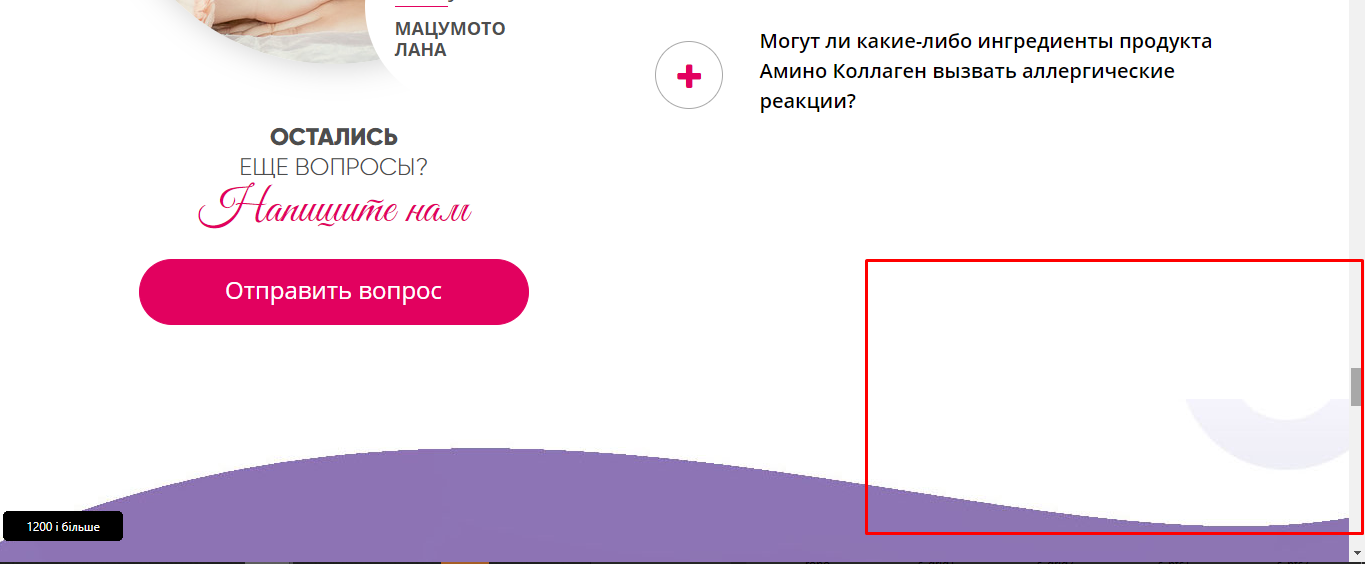 МАЦУМОТО
ЛАНА
ОСТАЛИСЬ
ЕЩЕ ВОПРОСЫ?
Напишите нам
Отправить вопрос
Могут ли какие-либо ингредиенты продукта
Амино Коллаген вызвать аллергические
реакции?
1200 і більше